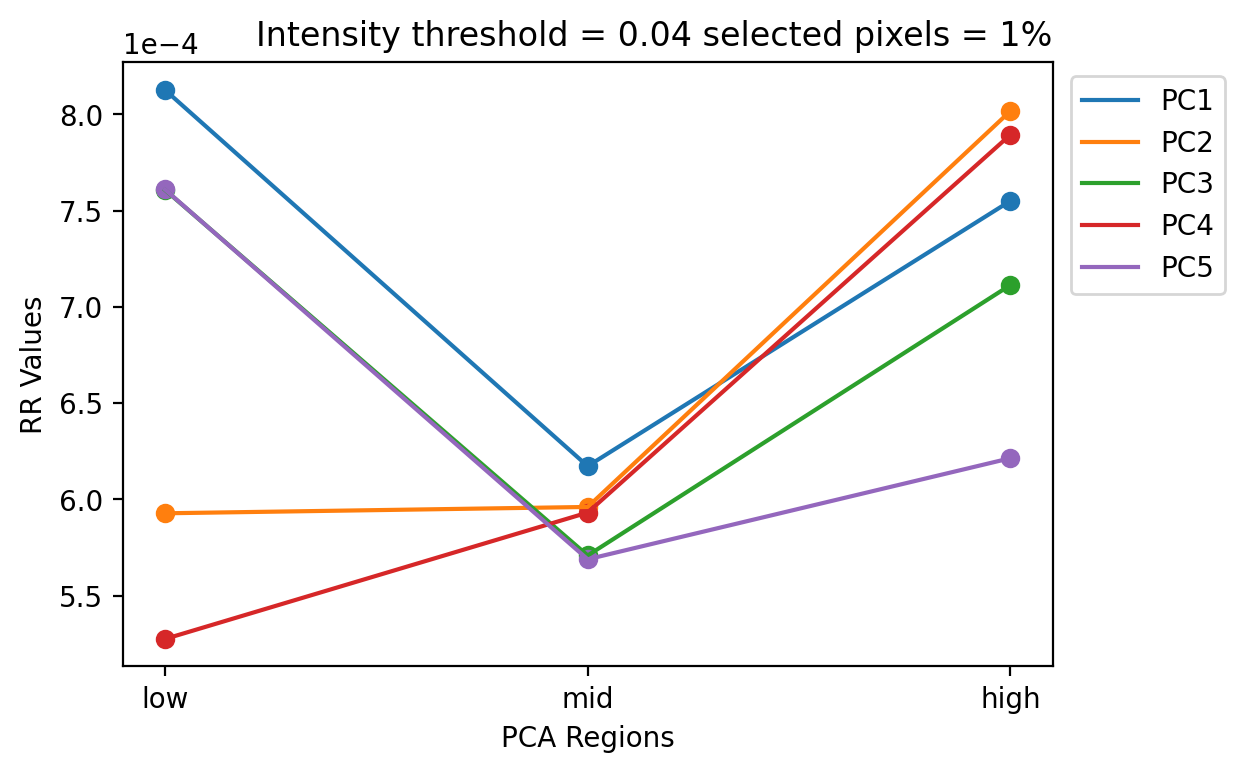 Intensity threshold = 0.04 selected pixels = 1%
1e−4
8.0
7.5
7.0
6.5
6.0
5.5
RR Values
low
mid
high
PCA Regions
PC1
PC2
PC3
PC4
PC5